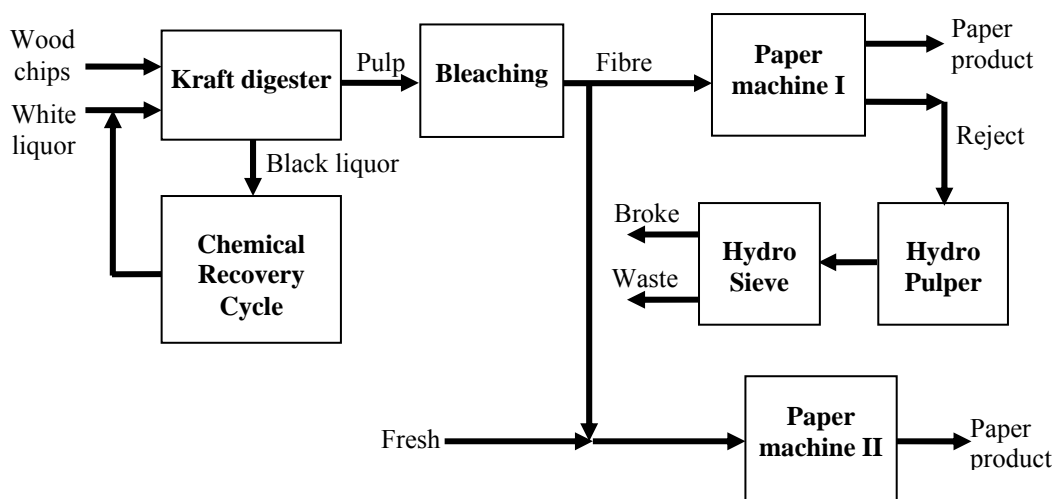 Wood
chips
White
liquor
Kraft digester
Pulp
Bleaching
Fibre
Paper
machine I
Paper
product
Reject
Black liquor
Chemical
Recovery
Cycle
Broke
Waste
Hydro
Sieve
Hydro
Pulper
Fresh
Paper
machine II
Paper
product